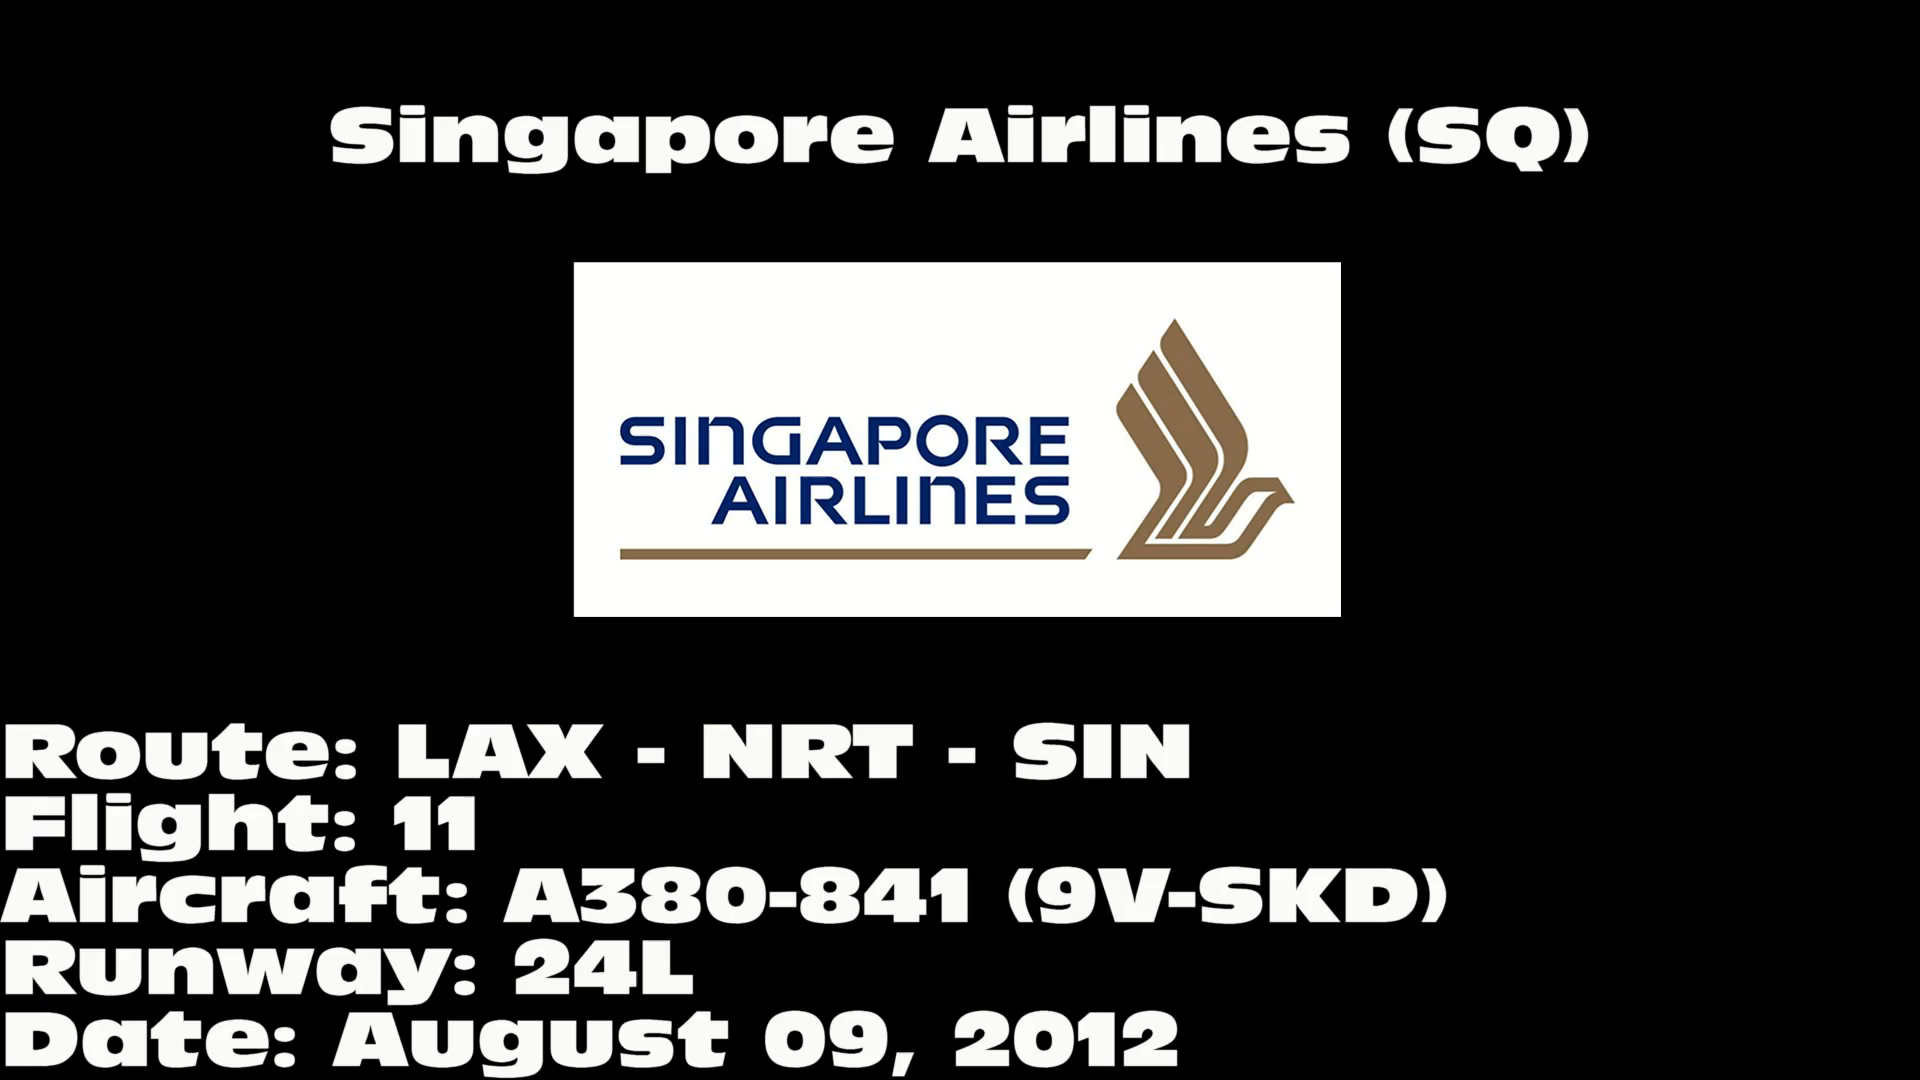 Singapore Airlines (SQ)
SINGAPORE
AIRLINES
Route: LAX - NRT - SIN
Flight: 11
Aircraft: A380-841 (9V-SKD)
Runway: 24L
Date: August 09, 2012